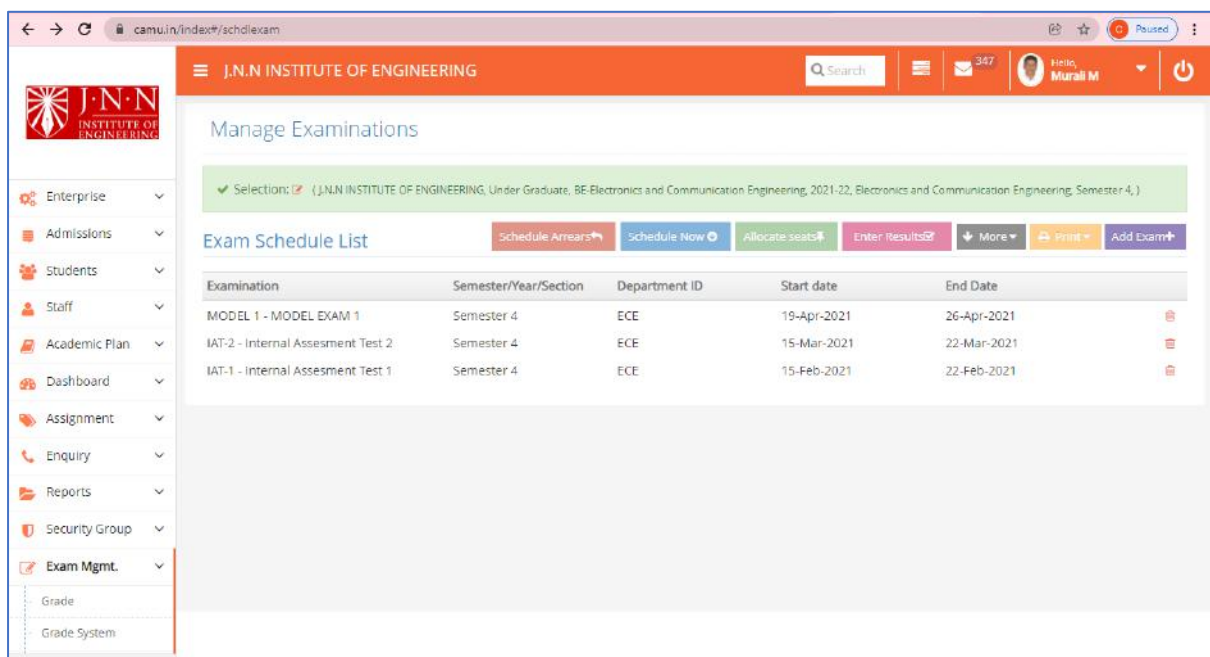 camu.in/index#/schdlexam
Paused
J.N.N INSTITUTE OF ENGINEERING
Search
347
Hello,
Murali M
J·N·N
INSTITUTE OF
ENGINEERING
Manage Examinations
Selection: ( J.N.N INSTITUTE OF ENGINEERING, Under Graduate, BE-Electronics and Communication Engineering, 2021-22, Electronics and Communication Engineering, Semester 4, )
Exam Schedule List
Schedule Arrears
Schedule Now
Allocate seats
Enter Results
More
Print
Add Exam+
Examination Semester/Year/Section Department ID Start date End Date
MODEL 1 - MODEL EXAM 1 Semester 4 ECE 19-Apr-2021 26-Apr-2021
IAT-2 - Internal Assesment Test 2 Semester 4 ECE 15-Mar-2021 22-Mar-2021
IAT-1 - Internal Assesment Test 1 Semester 4 ECE 15-Feb-2021 22-Feb-2021
Enterprise
Admissions
Students
Staff
Academic Plan
Dashboard
Assignment
Enquiry
Reports
Security Group
Exam Mgmt.
Grade
Grade System